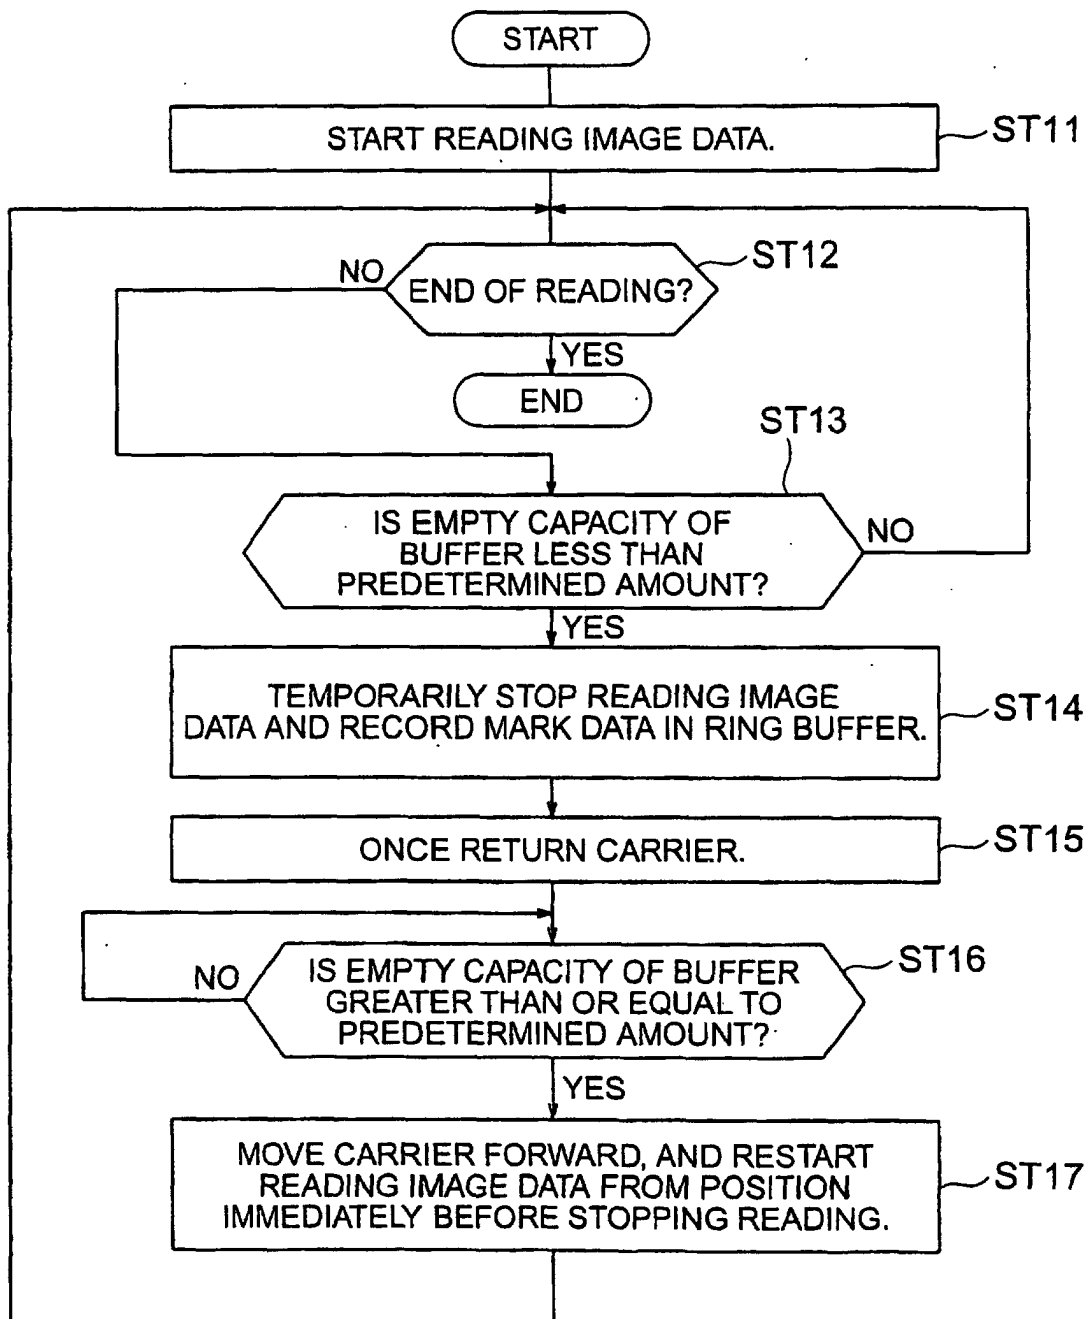 START
START READING IMAGE DATA.
ST11
ST12
NO
END OF READING?
YES
END
ST13
IS EMPTY CAPACITY OF
BUFFER LESS THAN
PREDETERMINED AMOUNT?
NO
YES
TEMPORARILY STOP READING IMAGE
DATA AND RECORD MARK DATA IN RING BUFFER.
ST14
ONCE RETURN CARRIER.
ST15
NO
IS EMPTY CAPACITY OF BUFFER
GREATER THAN OR EQUAL TO
PREDETERMINED AMOUNT?
ST16
YES
MOVE CARRIER FORWARD, AND RESTART
READING IMAGE DATA FROM POSITION
IMMEDIATELY BEFORE STOPPING READING.
ST17